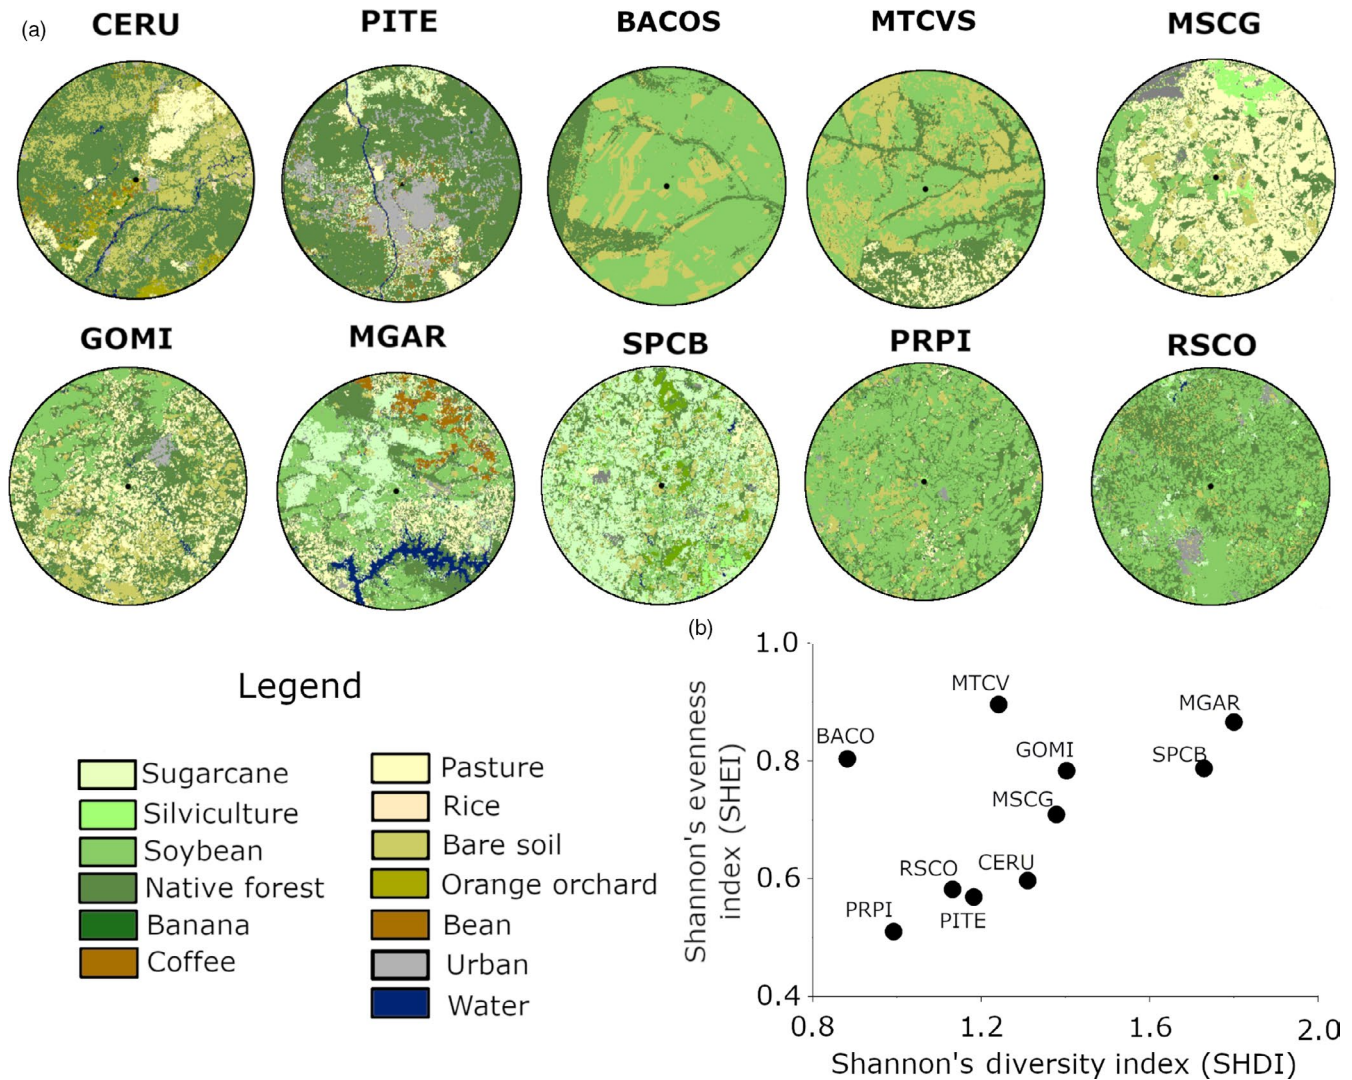 (a)
CERU PITE BACOS MTCVS MSCG
GOMI MGAR SPCB PRPI RSCO
Legend
Sugarcane
Silviculture
Soybean
Native forest
Banana
Coffee
Pasture
Rice
Bare soil
Orange orchard
Bean
Urban
Water
(b)
Shannon's evenness
index (SHEI)
1.0
0.8
0.6
0.4
MTCV
MGAR
BACO
GOMI
SPCB
MSCG
RSCO
CERU
PRPI
PITE
0.8 1.2 1.6 2.0
Shannon's diversity index (SHDI)